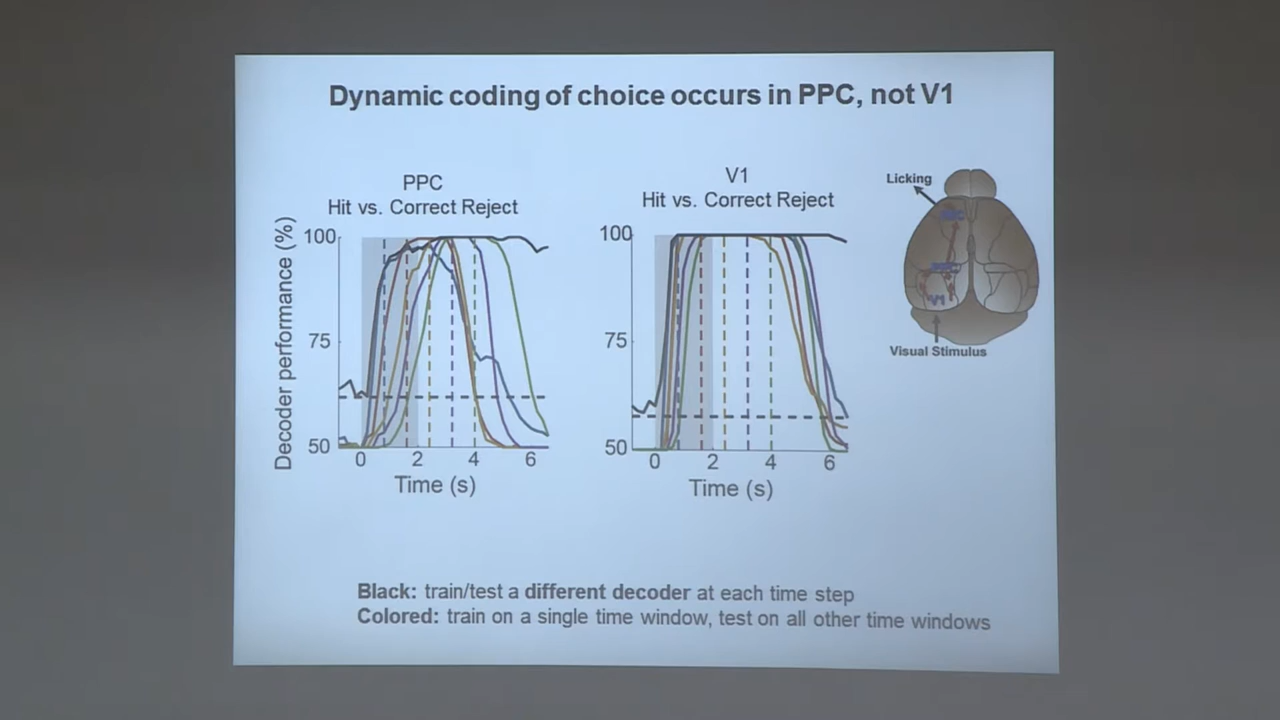 Dynamic coding of choice occurs in PPC, not V1
PPC
Hit vs. Correct Reject
Decoder performance (%)
100
75
50
0 2 4 6
Time (s)
V1
Hit vs. Correct Reject
100
75
50
0 2 4 6
Time (s)
Licking
V1
Visual Stimulus
Black: train/test a different decoder at each time step
Colored: train on a single time window, test on all other time windows